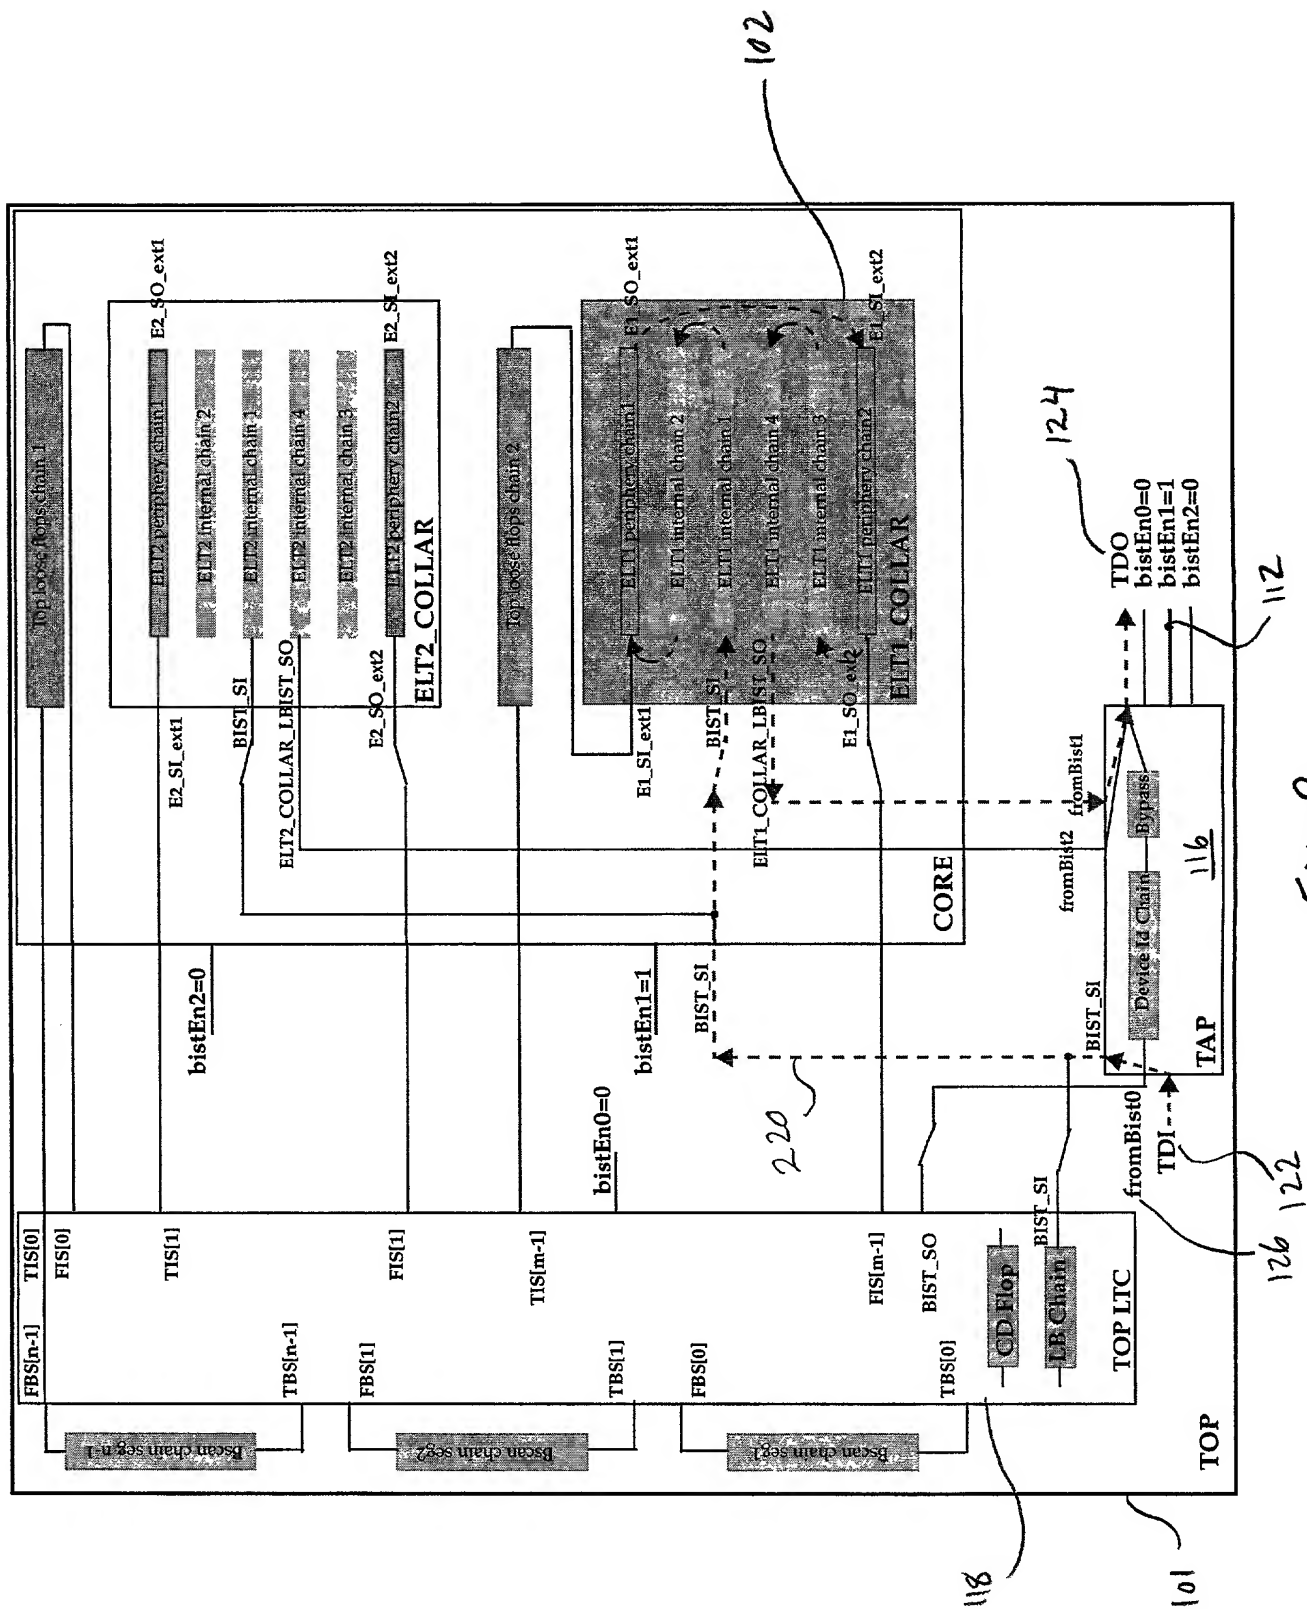 TOP
Bscan chain seg n-1
Bscan chain seg2
Bscan chain seg1
TOP LTC
FBS[n-1]
TBS[n-1]
FBS[1]
TBS[1]
FBS[0]
TBS[0]
CD Flop
LB Chain
TIS[0]
FIS[0]
TIS[1]
FIS[1]
TIS[m-1]
FIS[m-1]
BIST_SO
BIST_SI
bistEn2=0
bistEn0=0
bistEn1=1
BIST_SI
CORE
Top loose flops chain 1
E2_SI_ext1
BIST_SI
ELT2_COLLAR_LBIST_SO
E2_SO_ext2
ELT2 periphery chain1
ELT2 internal chain 2
ELT2 internal chain 1
ELT2 internal chain 4
ELT2 internal chain 3
ELT2 periphery chain2
ELT2_COLLAR
E2_SO_ext1
E2_SI_ext2
Top loose flops chain 2
E1_SI_ext1
BIST_SI
ELT1_COLLAR_LBIST_SO
E1_SO_ext2
ELT1 periphery chain1
ELT1 internal chain 2
ELT1 internal chain 1
ELT1 internal chain 4
ELT1 internal chain 3
ELT1 periphery chain2
ELT1_COLLAR
E1_SO_ext1
E1_SI_ext2
fromBist2
fromBist1
fromBist0
TDI
BIST_SI
Device Id Chain
Bypass
TAP
116
TDO
bistEn0=0
bistEn1=1
bistEn2=0
101
118
126
122
220
112
124
102